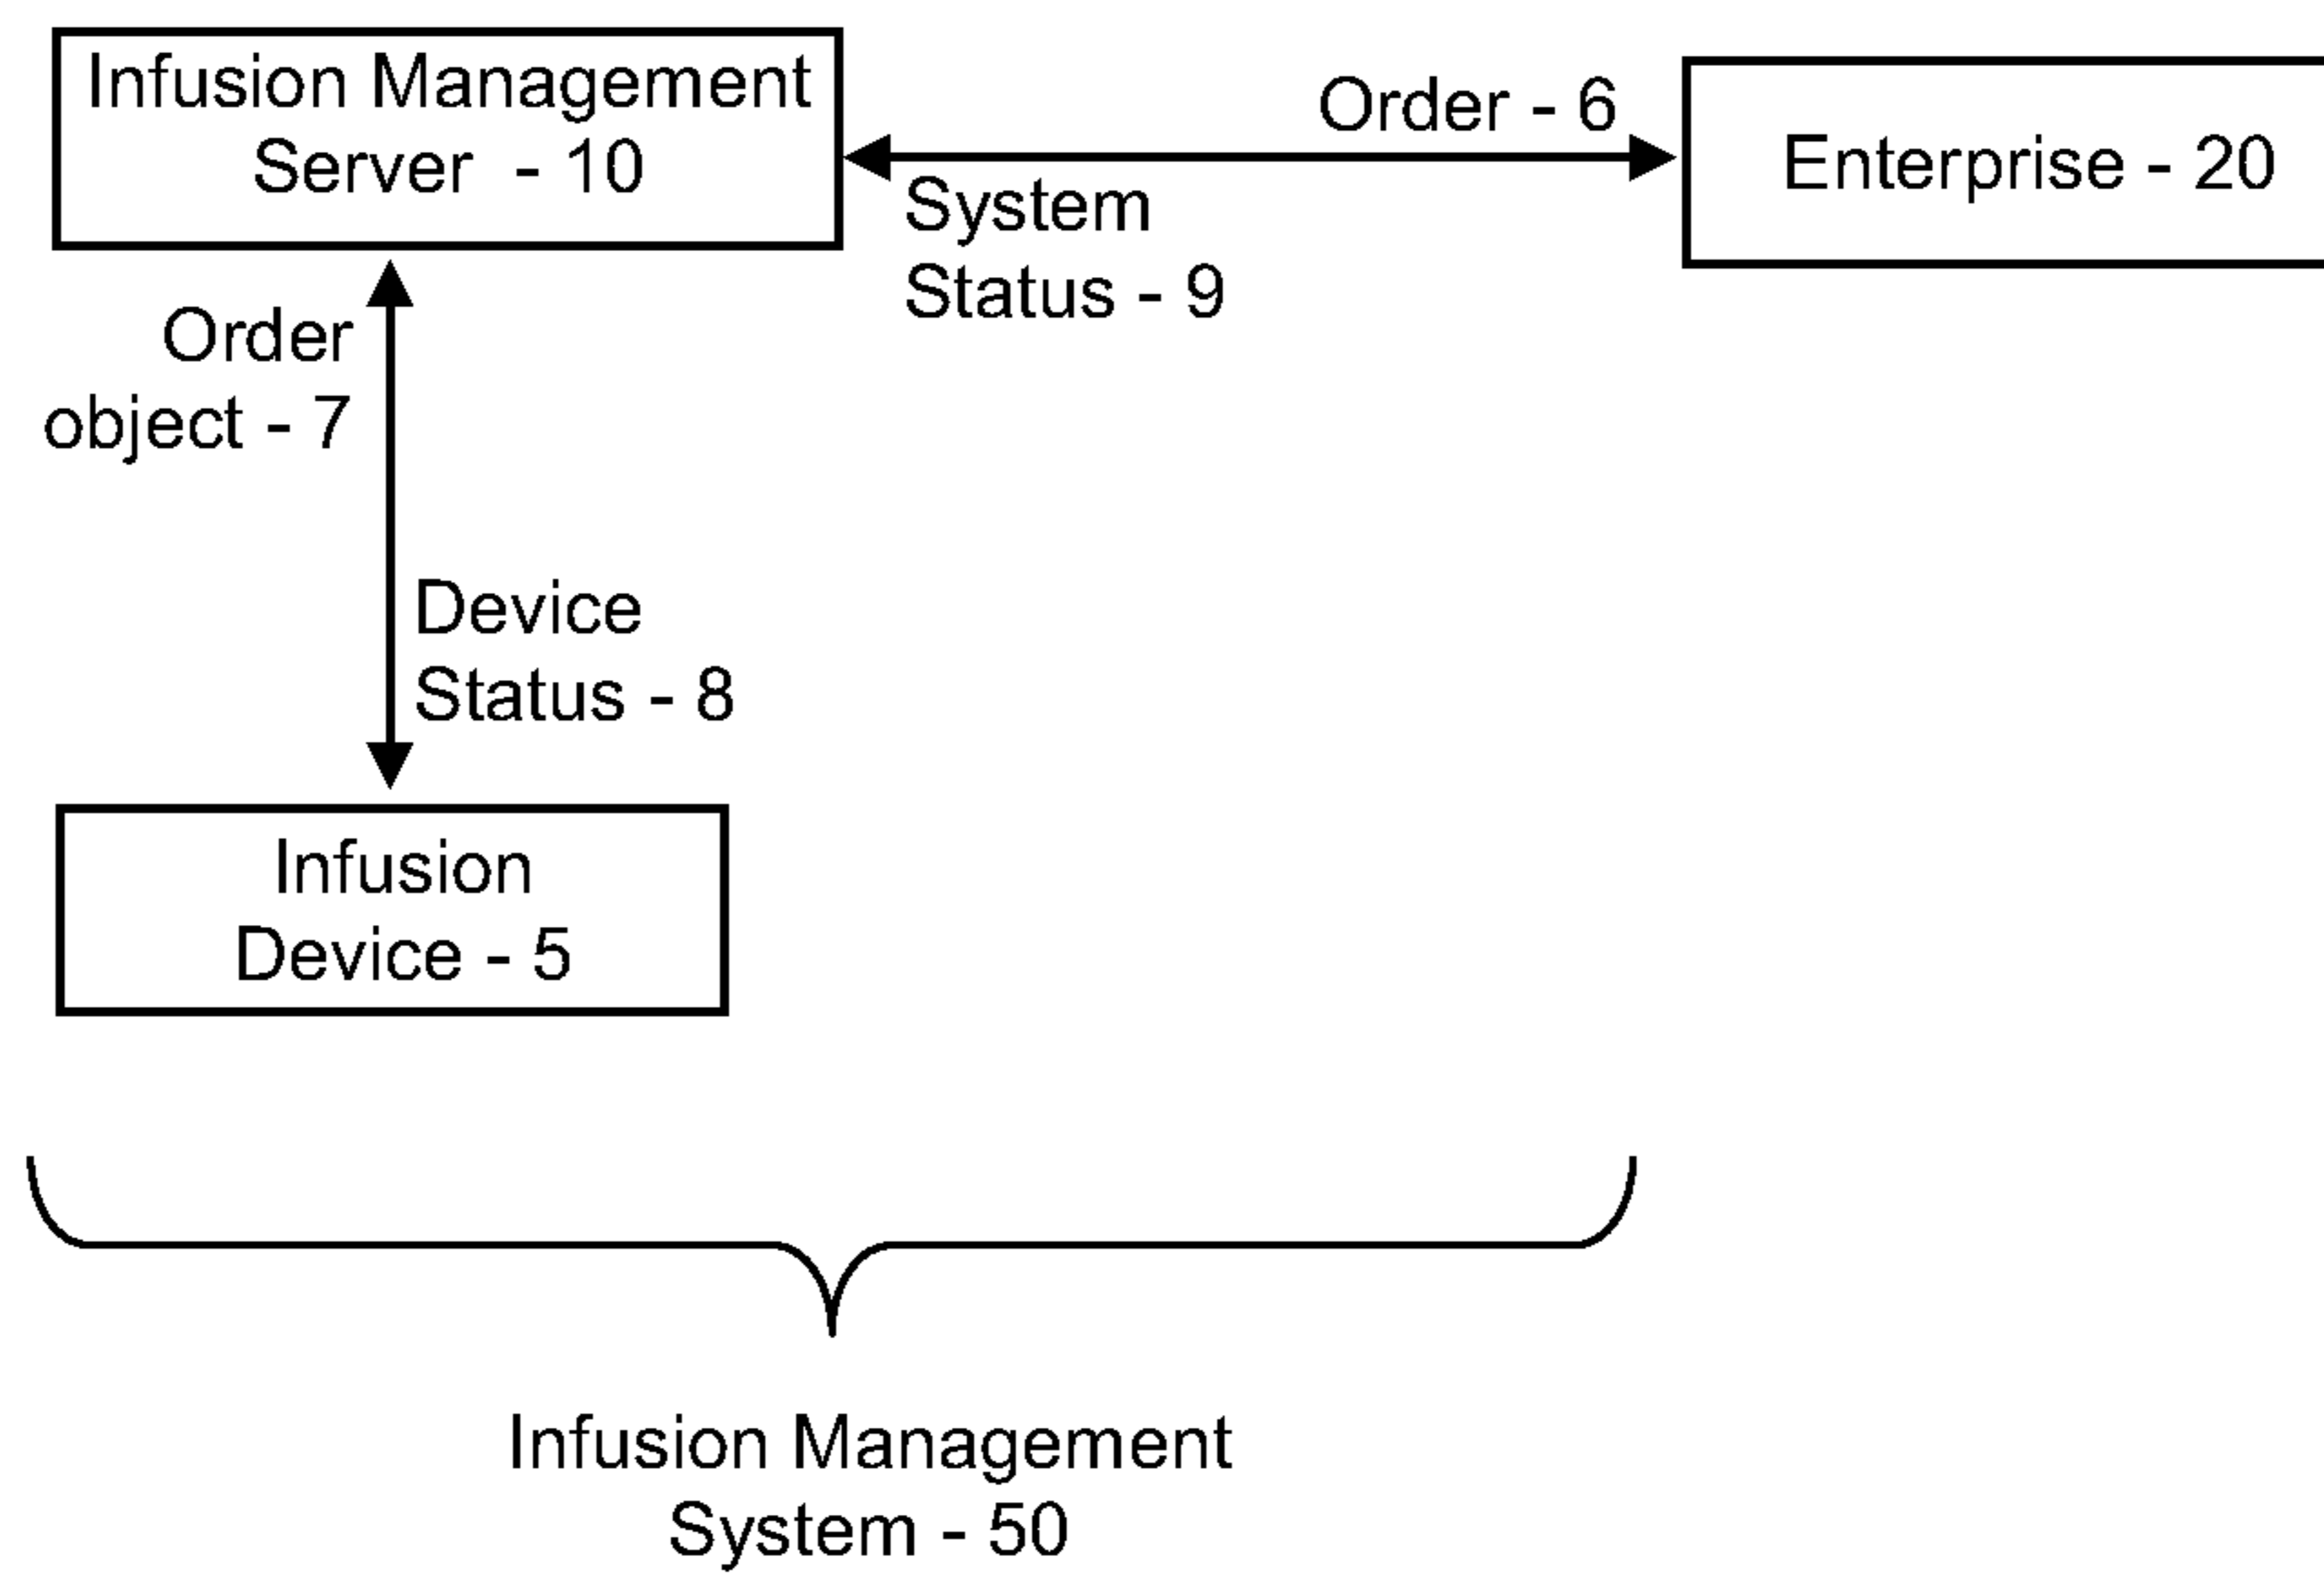 Infusion Management
Server - 10
Order - 6
Enterprise - 20
System
Status - 9
Order
object - 7
Device
Status - 8
Infusion
Device - 5
Infusion Management
System - 50